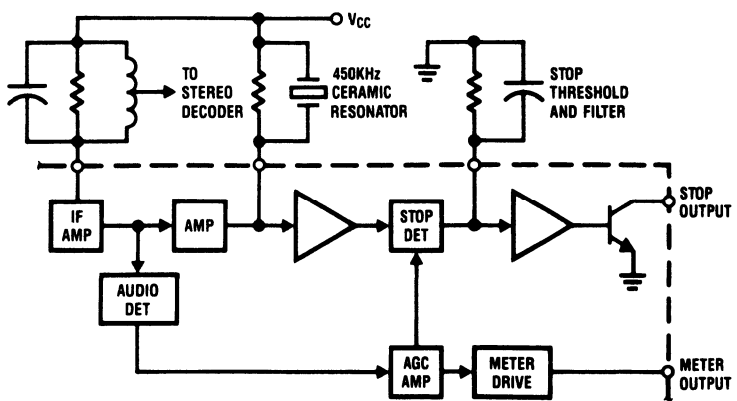 VCC
TO
STEREO
DECODER
450KHz
CERAMIC
RESONATOR
STOP
THRESHOLD
AND FILTER
IF
AMP
AMP
STOP
DET
STOP
OUTPUT
AUDIO
DET
AGC
AMP
METER
DRIVE
METER
OUTPUT